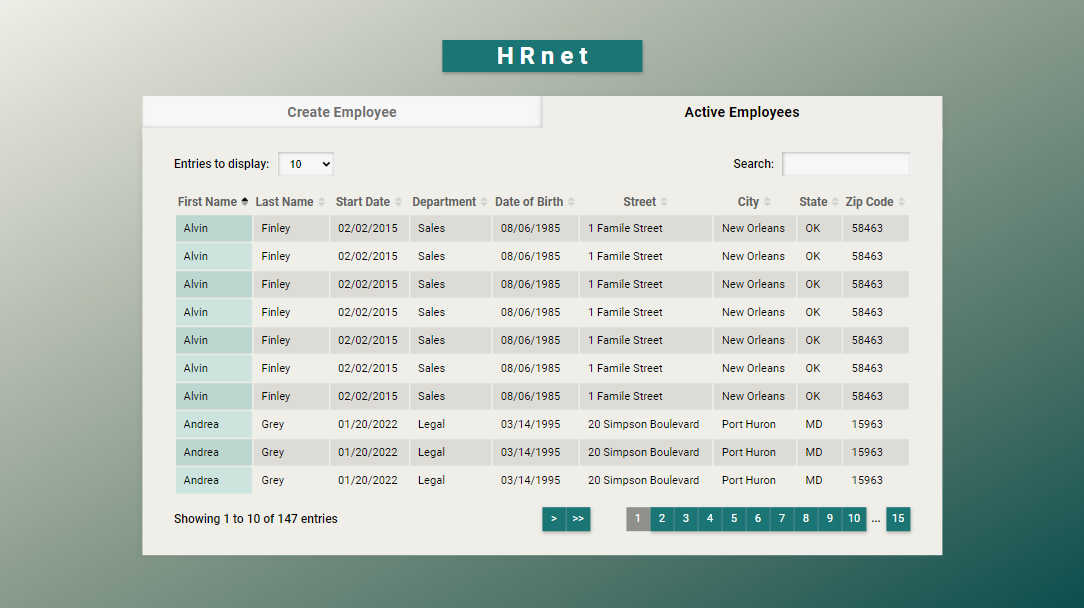 HRnet
Create Employee Active Employees
Entries to display: 10 Search:
First Name Last Name Start Date Department Date of Birth Street City State Zip Code
Alvin Finley 02/02/2015 Sales 08/06/1985 1 Famile Street New Orleans OK 58463
Alvin Finley 02/02/2015 Sales 08/06/1985 1 Famile Street New Orleans OK 58463
Alvin Finley 02/02/2015 Sales 08/06/1985 1 Famile Street New Orleans OK 58463
Alvin Finley 02/02/2015 Sales 08/06/1985 1 Famile Street New Orleans OK 58463
Alvin Finley 02/02/2015 Sales 08/06/1985 1 Famile Street New Orleans OK 58463
Alvin Finley 02/02/2015 Sales 08/06/1985 1 Famile Street New Orleans OK 58463
Alvin Finley 02/02/2015 Sales 08/06/1985 1 Famile Street New Orleans OK 58463
Andrea Grey 01/20/2022 Legal 03/14/1995 20 Simpson Boulevard Port Huron MD 15963
Andrea Grey 01/20/2022 Legal 03/14/1995 20 Simpson Boulevard Port Huron MD 15963
Andrea Grey 01/20/2022 Legal 03/14/1995 20 Simpson Boulevard Port Huron MD 15963
Showing 1 to 10 of 147 entries > >> 1 2 3 4 5 6 7 8 9 10 ... 15